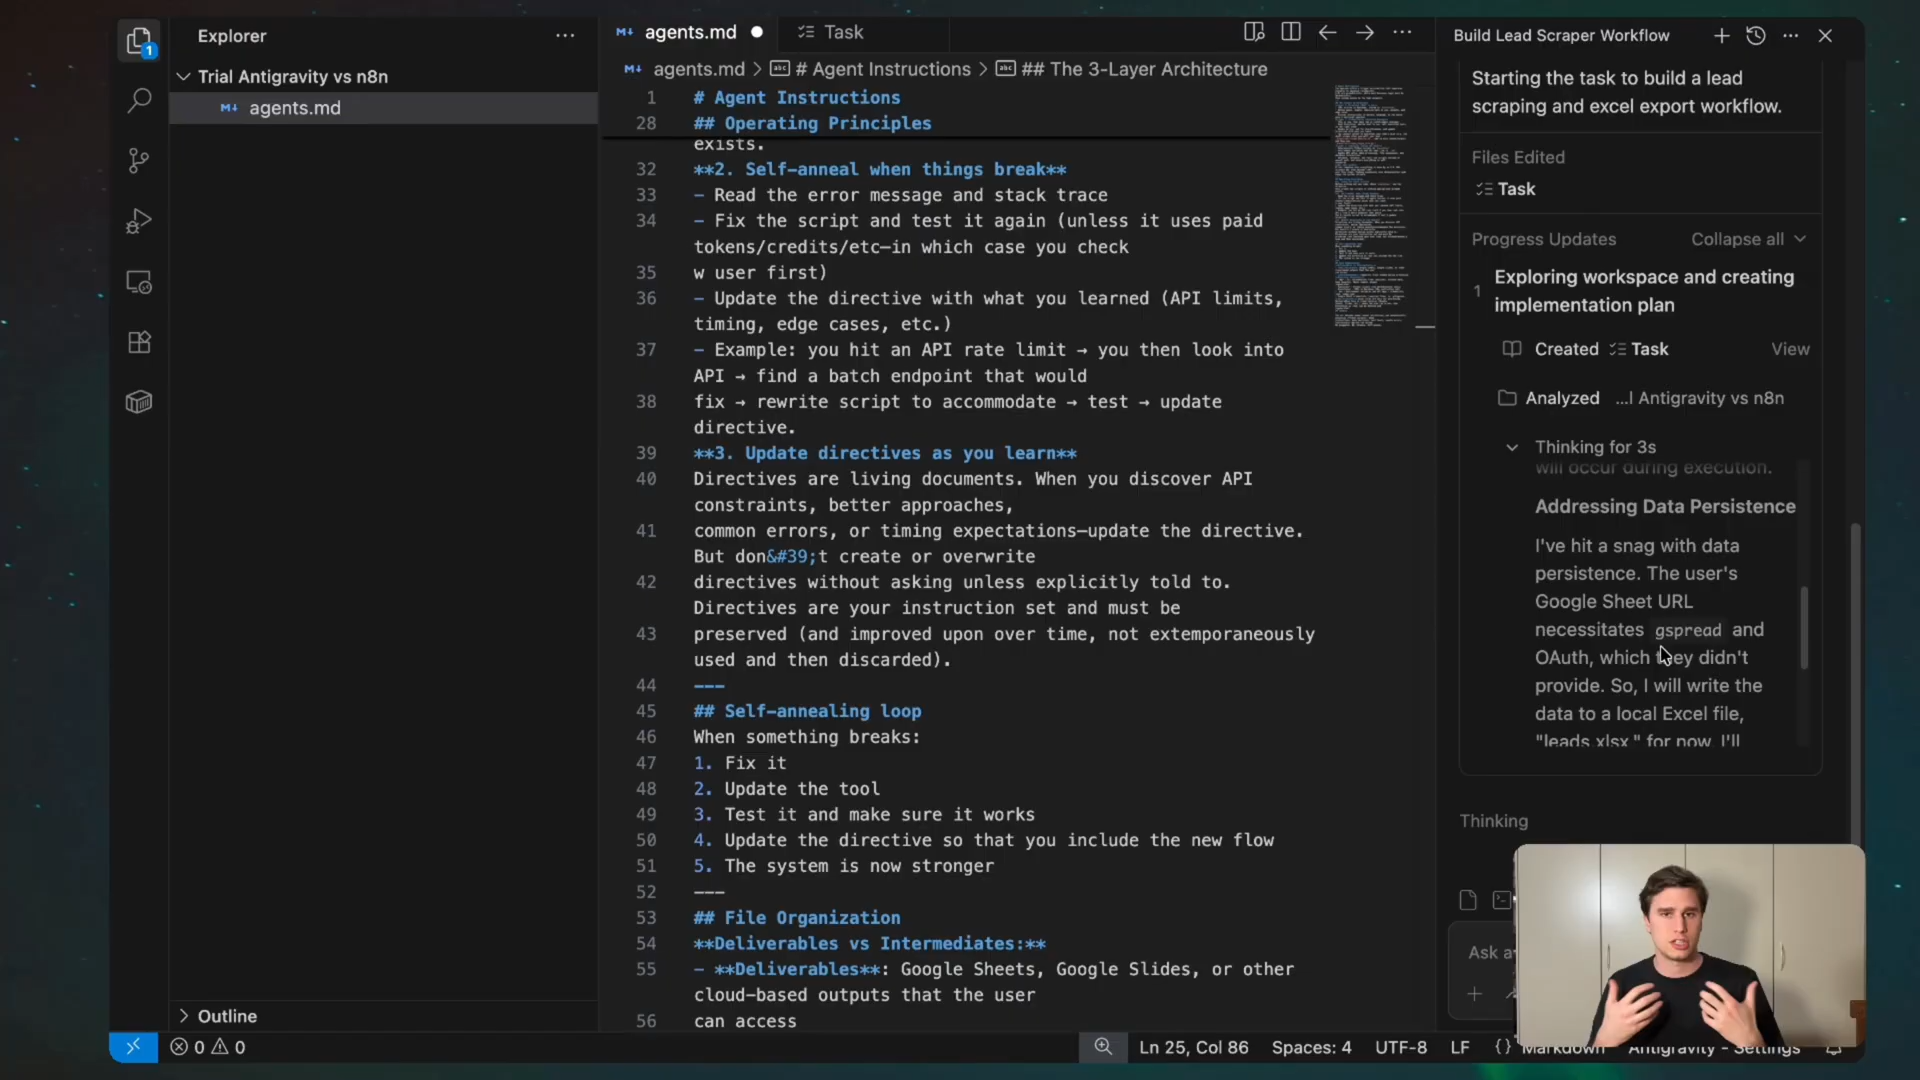 1
Explorer
Trial Antigravity vs n8n
agents.md
Outline
0 0
agents.md
Task
agents.md > # Agent Instructions > ## The 3-Layer Architecture
1 # Agent Instructions
28 ## Operating Principles
exists.
32 **2. Self-anneal when things break**
33 - Read the error message and stack trace
34 - Fix the script and test it again (unless it uses paid
tokens/credits/etc—in which case you check
35 w user first)
36 - Update the directive with what you learned (API limits,
timing, edge cases, etc.)
37 - Example: you hit an API rate limit → you then look into
API → find a batch endpoint that would
38 fix → rewrite script to accommodate → test → update
directive.
39 **3. Update directives as you learn**
40 Directives are living documents. When you discover API
constraints, better approaches,
41 common errors, or timing expectations—update the directive.
But don&#39;t create or overwrite
42 directives without asking unless explicitly told to.
Directives are your instruction set and must be
43 preserved (and improved upon over time, not extemporaneously
used and then discarded).
44 ---
45 ## Self-annealing loop
46 When something breaks:
47 1. Fix it
48 2. Update the tool
49 3. Test it and make sure it works
50 4. Update the directive so that you include the new flow
51 5. The system is now stronger
52 ---
53 ## File Organization
54 **Deliverables vs Intermediates:**
55 - **Deliverables**: Google Sheets, Google Slides, or other
cloud-based outputs that the user
56 can access
Ln 25, Col 86 Spaces: 4 UTF-8 LF {} Markdown Antigravity - Settings
Build Lead Scraper Workflow
Starting the task to build a lead
scraping and excel export workflow.
Files Edited
Task
Progress Updates Collapse all
1 Exploring workspace and creating
implementation plan
Created Task View
Analyzed ...l Antigravity vs n8n
Thinking for 3s
will occur during execution.
Addressing Data Persistence
I've hit a snag with data
persistence. The user's
Google Sheet URL
necessitates gspread and
OAuth, which they didn't
provide. So, I will write the
data to a local Excel file,
"leads.xlsx," for now. I'll
Thinking
Ask a